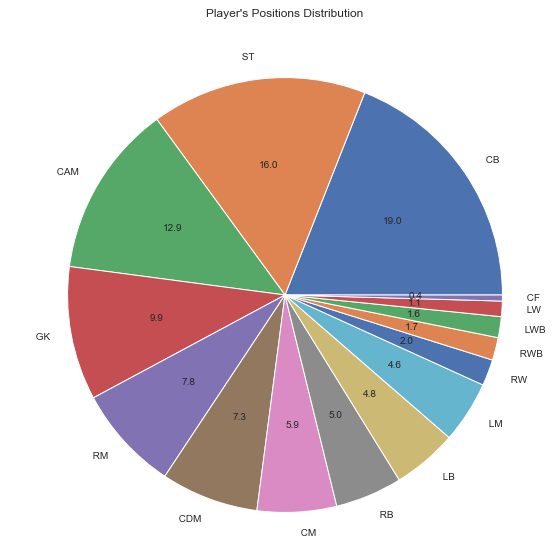 Player's Positions Distribution
ST
CB
CAM
16.0
19.0
12.9
0.4
CF
1.1
LW
1.6
LWB
9.9
1.7
GK
2.0
RWB
4.6
RW
7.8
4.8
7.3
5.0
5.9
LM
RM
LB
RB
CDM
CM